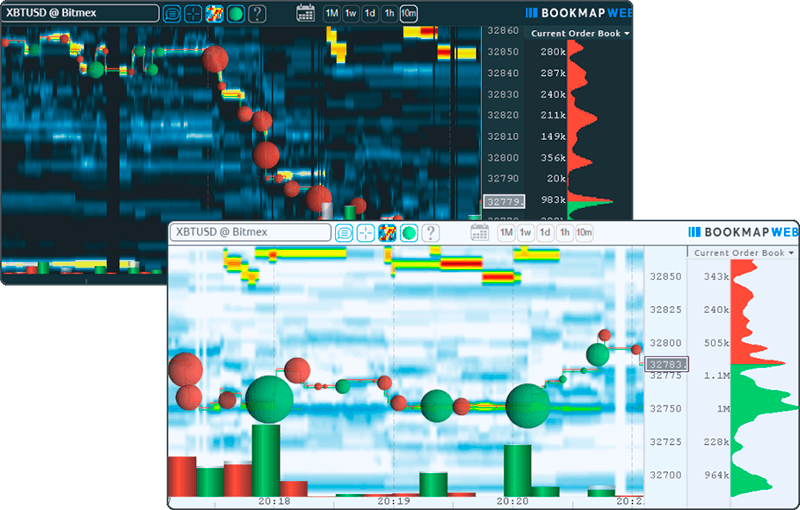 XBTUSD @ Bitmex
?
1M 1w 1d 1h 10m
BOOKMAP WEB
Current Order Book
32860
32850 280k
32840 287k
32830 240k
32820 211k
32810 149k
32800 356k
32790 20k
32779. 983k
XBTUSD @ Bitmex
?
1M 1w 1d 1h 10m
BOOKMAP WEB
Current Order Book
32850 343k
32825 240k
32800 505k
32783.
32775 1.1M
32750 1M
32725 228k
32700 964k
20:18 20:19 20:20